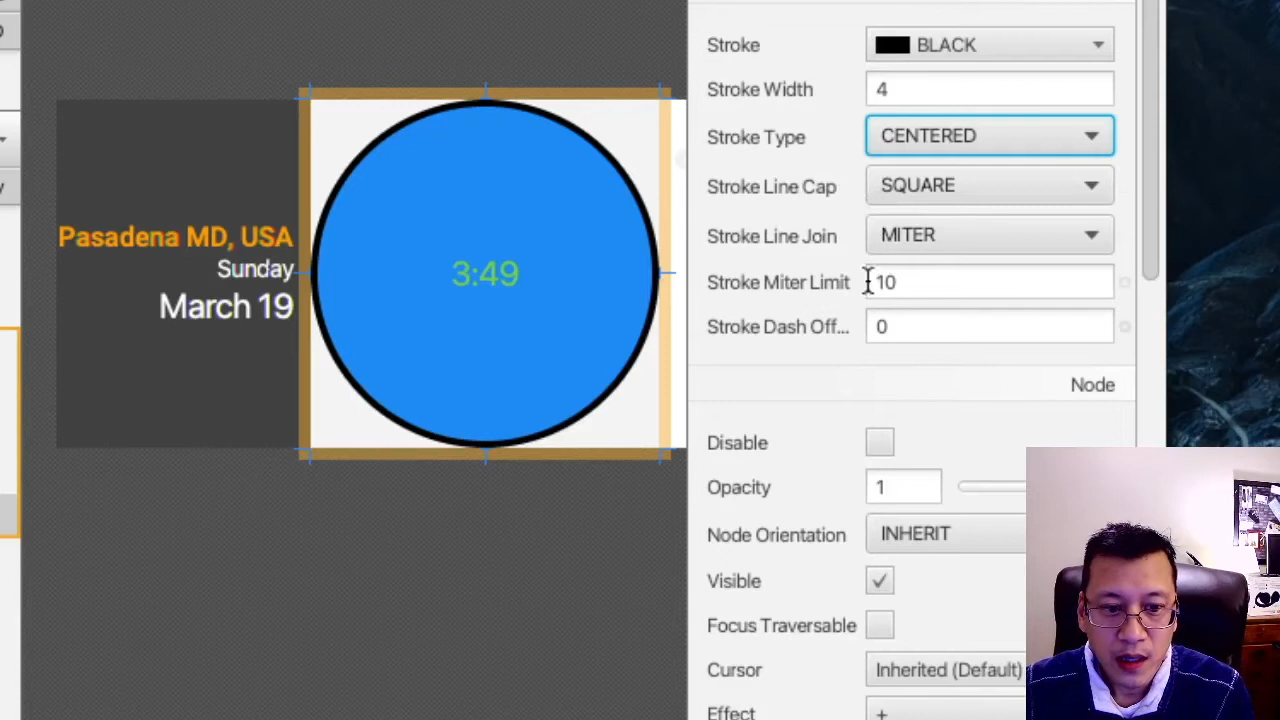 Stroke
BLACK
Stroke Width
4
Stroke Type
CENTERED
Stroke Line Cap
SQUARE
Stroke Line Join
MITER
Stroke Miter Limit
10
Stroke Dash Off...
0
Node
Disable
Opacity
1
Node Orientation
INHERIT
Visible
Focus Traversable
Cursor
Inherited (Default)
Effect
+
Pasadena MD, USA
Sunday
March 19
3:49
y